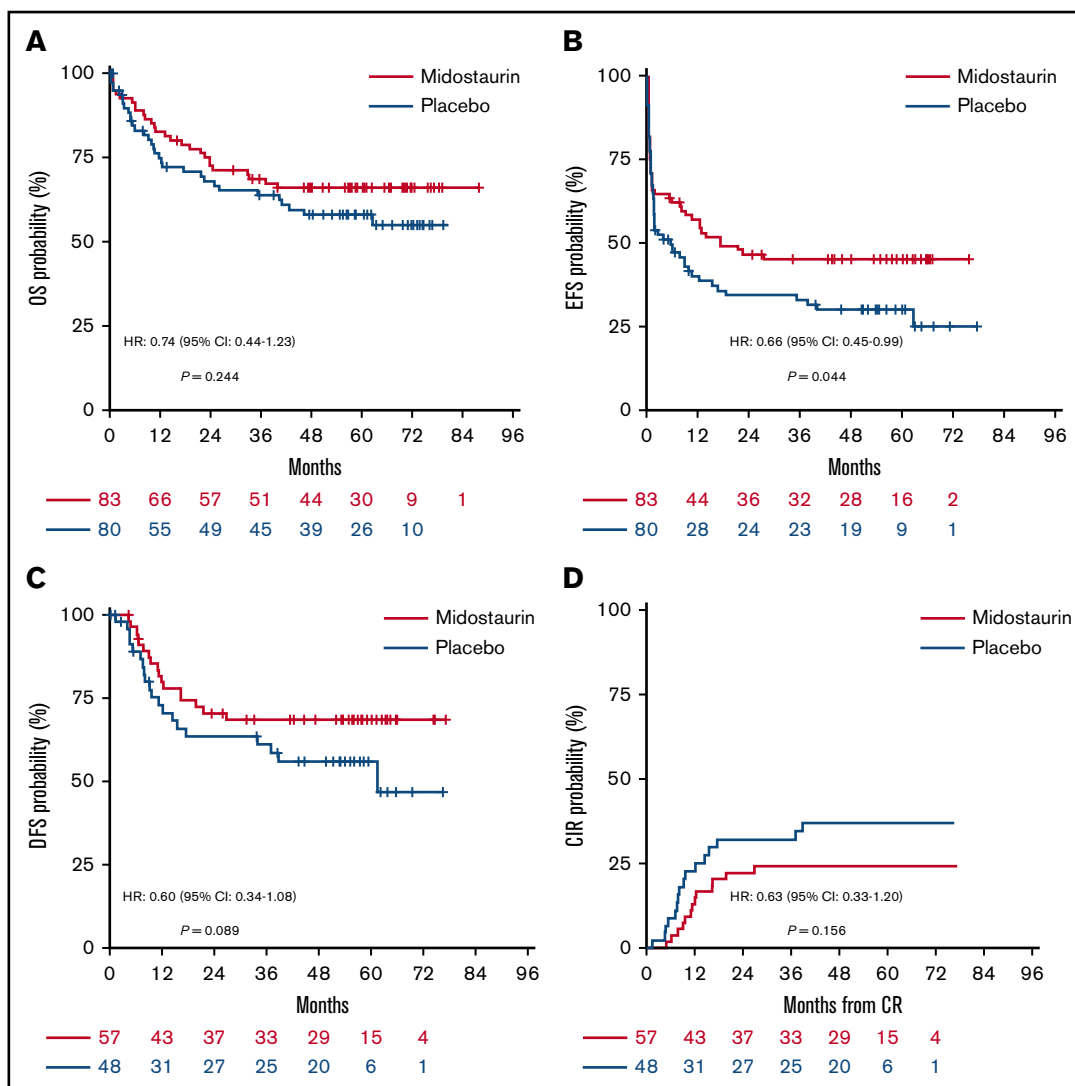 A
100
75
50
25
0
OS probability (%)
Midostaurin
Placebo
HR: 0.74 (95% CI: 0.44-1.23)
P = 0.244
0 12 24 36 48 60 72 84 96
Months
83 66 57 51 44 30 9 1
80 55 49 45 39 26 10
B
100
75
50
25
0
EFS probability (%)
Midostaurin
Placebo
HR: 0.66 (95% CI: 0.45-0.99)
P = 0.044
0 12 24 36 48 60 72 84 96
Months
83 44 36 32 28 16 2
80 28 24 23 19 9 1
C
100
75
50
25
0
DFS probability (%)
Midostaurin
Placebo
HR: 0.60 (95% CI: 0.34-1.08)
P = 0.089
0 12 24 36 48 60 72 84 96
Months
57 43 37 33 29 15 4
48 31 27 25 20 6 1
D
100
75
50
25
0
CIR probability (%)
Midostaurin
Placebo
HR: 0.63 (95% CI: 0.33-1.20)
P = 0.156
0 12 24 36 48 60 72 84 96
Months from CR
57 43 37 33 29 15 4
48 31 27 25 20 6 1